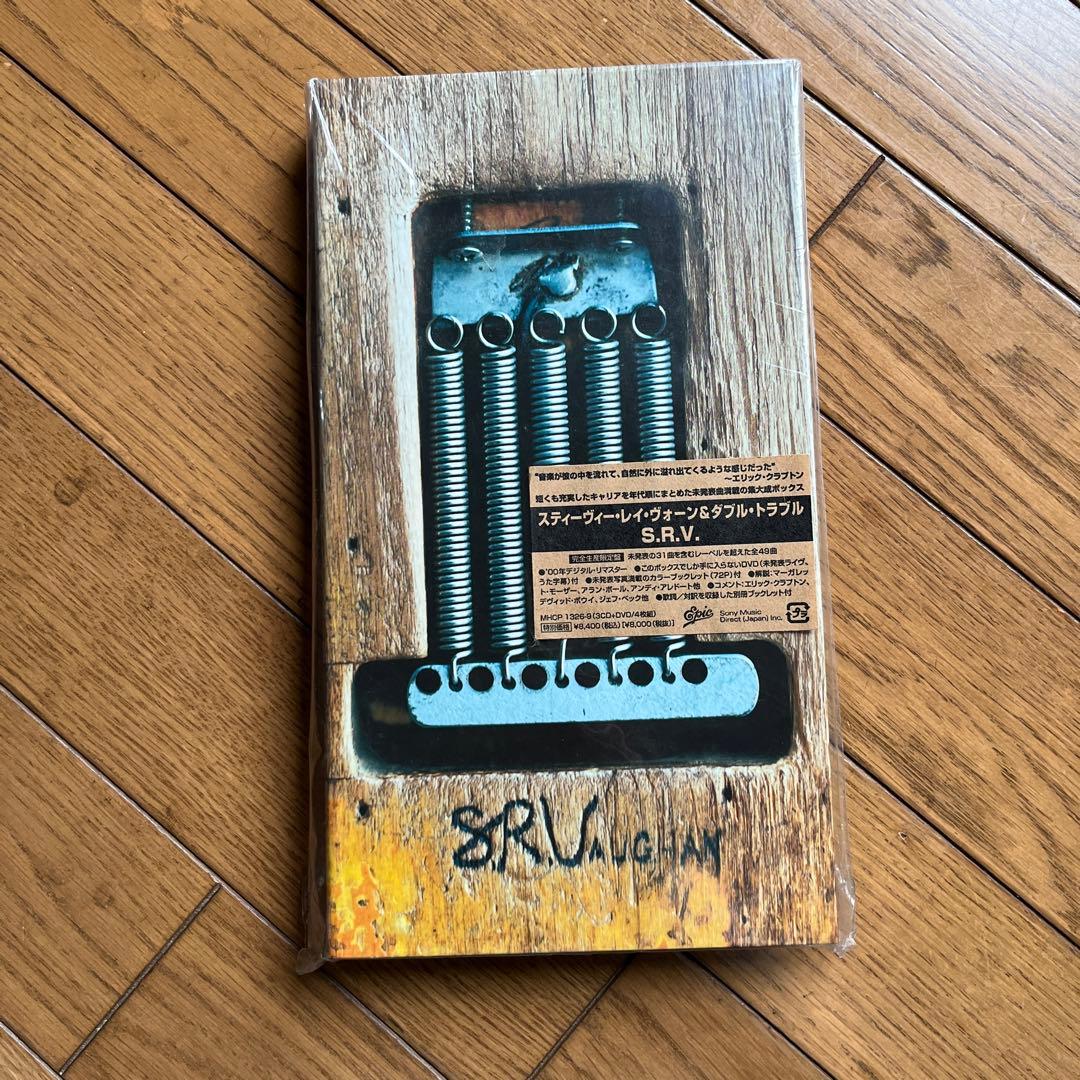 "音楽が彼の中を流れて、自然に外に溢れ出てくるような感じだった"
～エリック・クラプトン
短くも充実したキャリアを年代順にまとめた未発表曲満載の集大成ボックス
スティーヴィー・レイ・ヴォーン&ダブル・トラブル
S.R.V.
完全生産限定盤 未発表の31曲を含むレーベルを超えた全49曲
●'00年デジタル・リマスター ●このボックスでしか手に入らないDVD(未発表ライヴ、
うた字幕)付 ●未発表写真満載のカラーブックレット(72P)付 ●解説:マーガレッ
ト・モーザー、アラン・ポール、アンディ・アレドート他 ●コメント:エリック・クラプトン、
デヴィッド・ボウイ、ジェフ・ベック他 ●歌詞/対訳を収録した別冊ブックレット付
MHCP 1326-9(3CD+DVD/4枚組)
特別価格 ¥8,400(税込)[¥8,000(税抜)]
Epic
Sony Music
Direct (Japan) Inc.
S.R.VAUGHAN